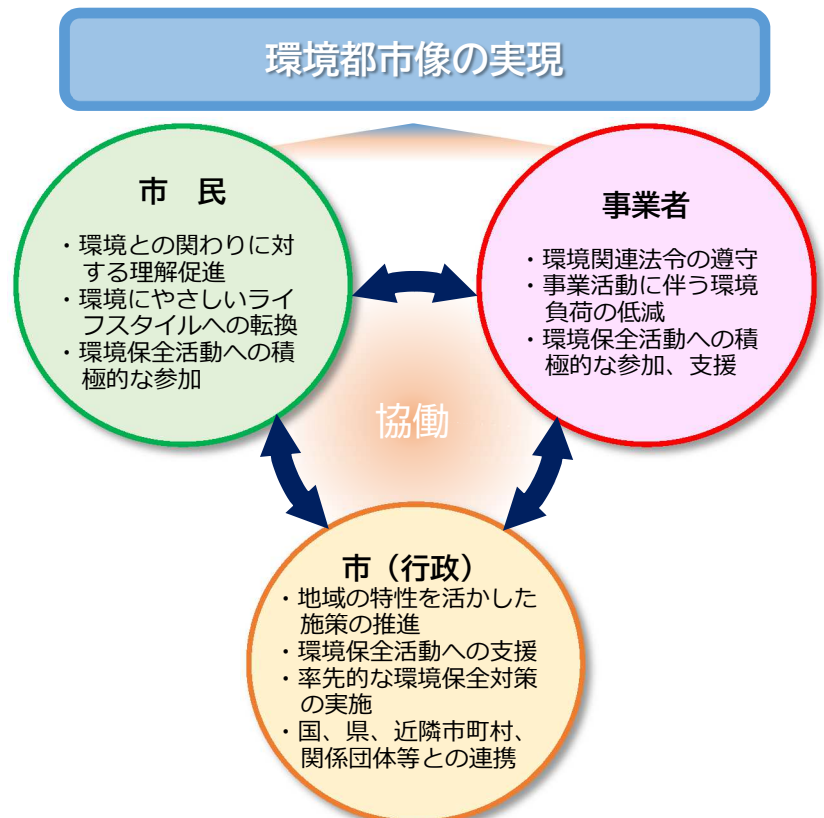 環境都市像の実現
市　民
・環境との関わりに対
する理解促進
・環境にやさしいライ
フスタイルへの転換
・環境保全活動への積
極的な参加
事業者
・環境関連法令の遵守
・事業活動に伴う環境
負荷の低減
・環境保全活動への積
極的な参加、支援
協働
市（行政）
・地域の特性を活かした
施策の推進
・環境保全活動への支援
・率先的な環境保全対策
の実施
・国、県、近隣市町村、
関係団体等との連携